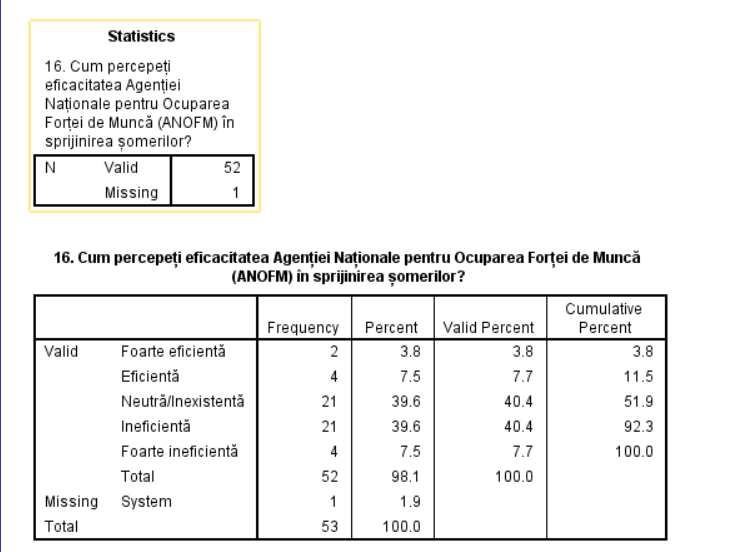 Statistics
16. Cum percepeți
eficacitatea Agenției
Naționale pentru Ocuparea
Forței de Muncă (ANOFM) în
sprijinirea șomerilor?
N Valid 52
Missing 1
16. Cum percepeți eficacitatea Agenției Naționale pentru Ocuparea Forței de Muncă
(ANOFM) în sprijinirea șomerilor?
Frequency Percent Valid Percent Cumulative Percent
Valid Foarte eficientă 2 3.8 3.8 3.8
Eficientă 4 7.5 7.7 11.5
Neutră/Inexistentă 21 39.6 40.4 51.9
Ineficientă 21 39.6 40.4 92.3
Foarte ineficientă 4 7.5 7.7 100.0
Total 52 98.1 100.0
Missing System 1 1.9
Total 53 100.0